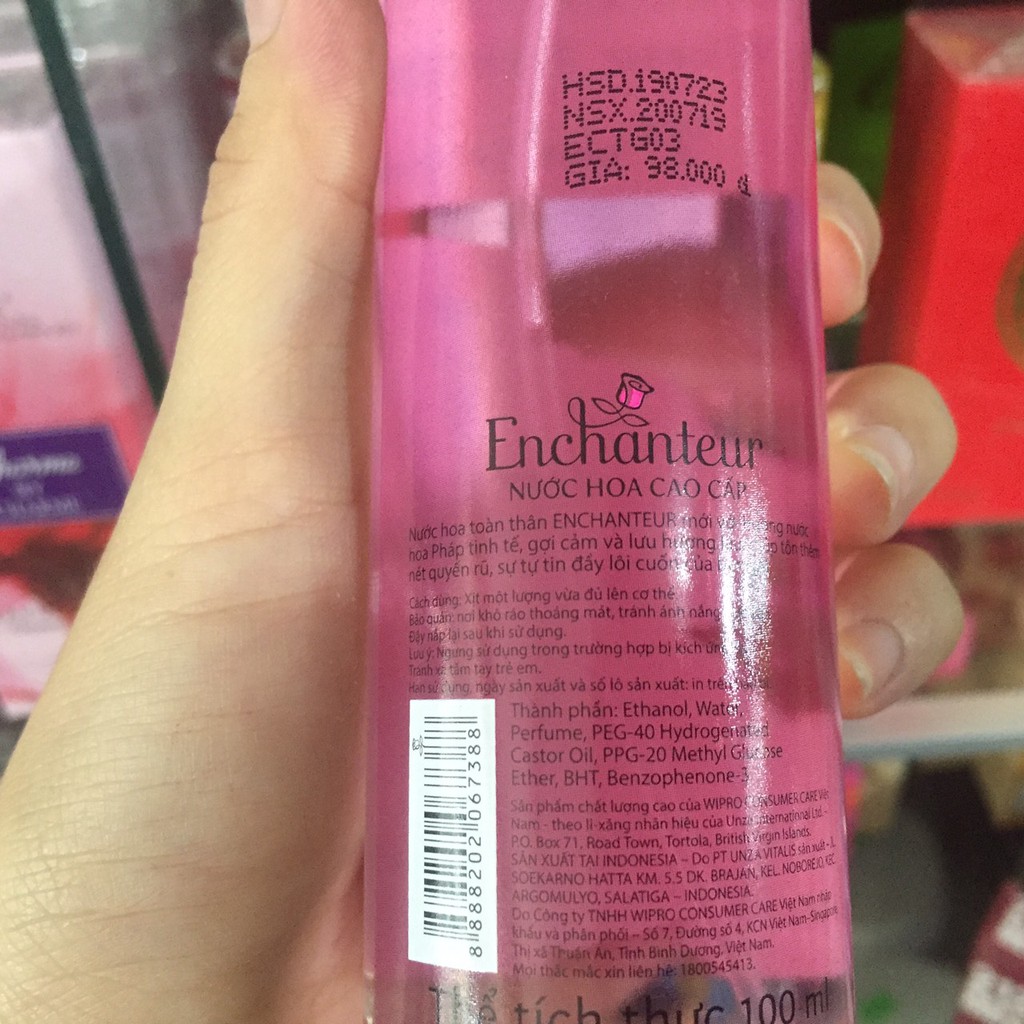 HSD.190723
NSX.200719
ECTG03
GIA: 98.000 đ
Enchanteur
NƯỚC HOA CAO CẤP
Nước hoa toàn thân ENCHANTEUR mới nước
hoa Pháp tinh tế, gợi cảm và lưu hương tôn thêm
nét quyến rũ, sự tự tin đầy lôi cuốn của
Cách dùng: Xịt một lượng vừa đủ lên cơ thể.
Bảo quản: nơi khô ráo thoáng mát, tránh ánh nắng
Đậy nắp lại sau khi sử dụng.
Lưu ý: Ngưng sử dụng trong trường hợp bị kích ứng
Tránh xa tầm tay trẻ em.
Hạn sử dụng, ngày sản xuất và số lô sản xuất: in trên
Thành phần: Ethanol, Water,
Perfume, PEG-40 Hydrogenated
Castor Oil, PPG-20 Methyl Glucose
Ether, BHT, Benzophenone-3
8 888202 067388
Sản phẩm chất lượng cao của WIPRO CONSUMER CARE Việt
Nam - theo li-xăng nhãn hiệu của Unza International Ltd. -
P.O. Box 71, Road Town, Tortola, British Virgin Islands.
SẢN XUẤT TẠI INDONESIA - Do PT UNZA VITALIS sản xuất - JL
SOEKARNO HATTA KM. 5.5 DK. BRAJAN, KEL. NOBOREJO, KEC
ARGOMULYO, SALATIGA - INDONESIA.
Do Công ty TNHH WIPRO CONSUMER CARE Việt Nam nhập
khẩu và phân phối - Số 7, Đường số 4, KCN Việt Nam-Singapore
Thị xã Thuận An, Tỉnh Bình Dương, Việt Nam.
Mọi thắc mắc xin liên hệ: 1800545413.
Thể tích thực 100 ml